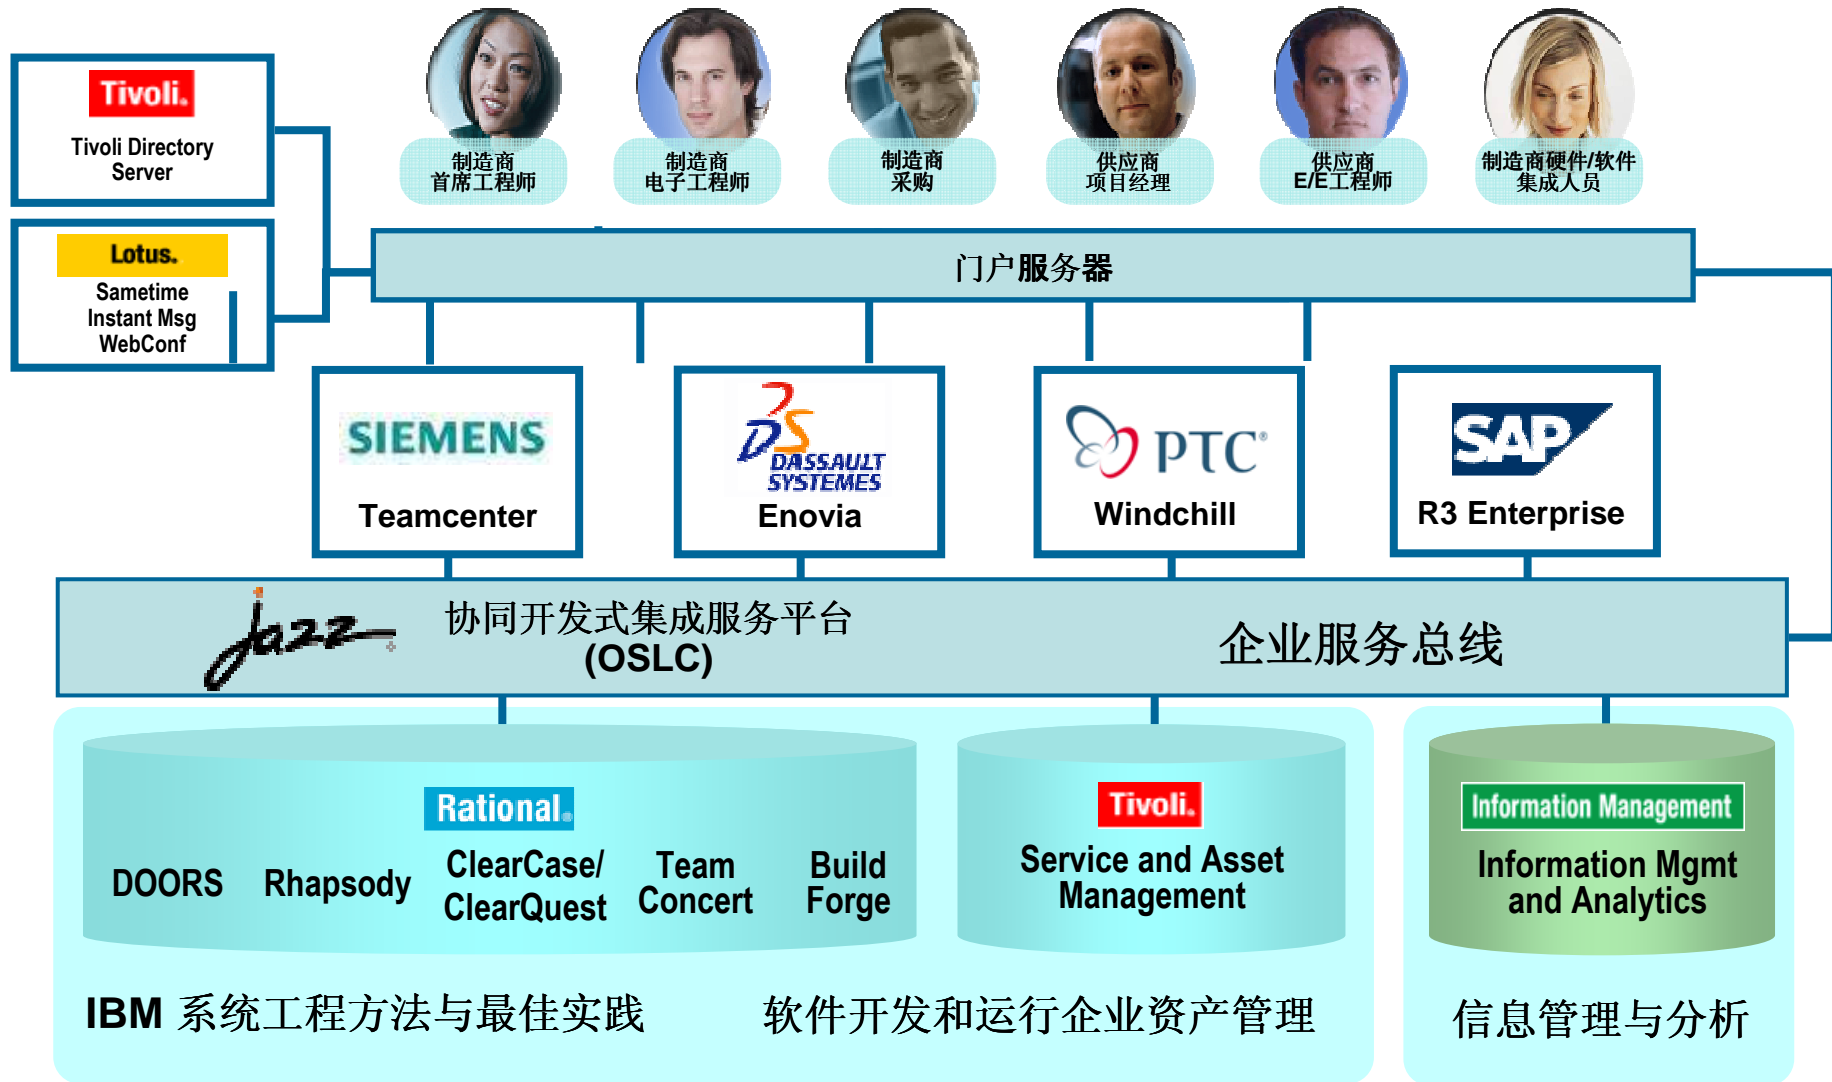 Tivoli.
Tivoli Directory
Server
Lotus.
Sametime
Instant Msg
WebConf
制造商
首席工程师
制造商
电子工程师
制造商
采购
供应商
项目经理
供应商
E/E工程师
制造商硬件/软件
集成人员
门户服务器
SIEMENS
Teamcenter
DASSAULT
SYSTEMES
Enovia
PTC®
Windchill
SAP
R3 Enterprise
jazz
协同开发式集成服务平台
(OSLC)
企业服务总线
Rational®
DOORS
Rhapsody
ClearCase/
ClearQuest
Team
Concert
Build
Forge
Tivoli.
Service and Asset
Management
Information Management
Information Mgmt
and Analytics
IBM 系统工程方法与最佳实践
软件开发和运行企业资产管理
信息管理与分析